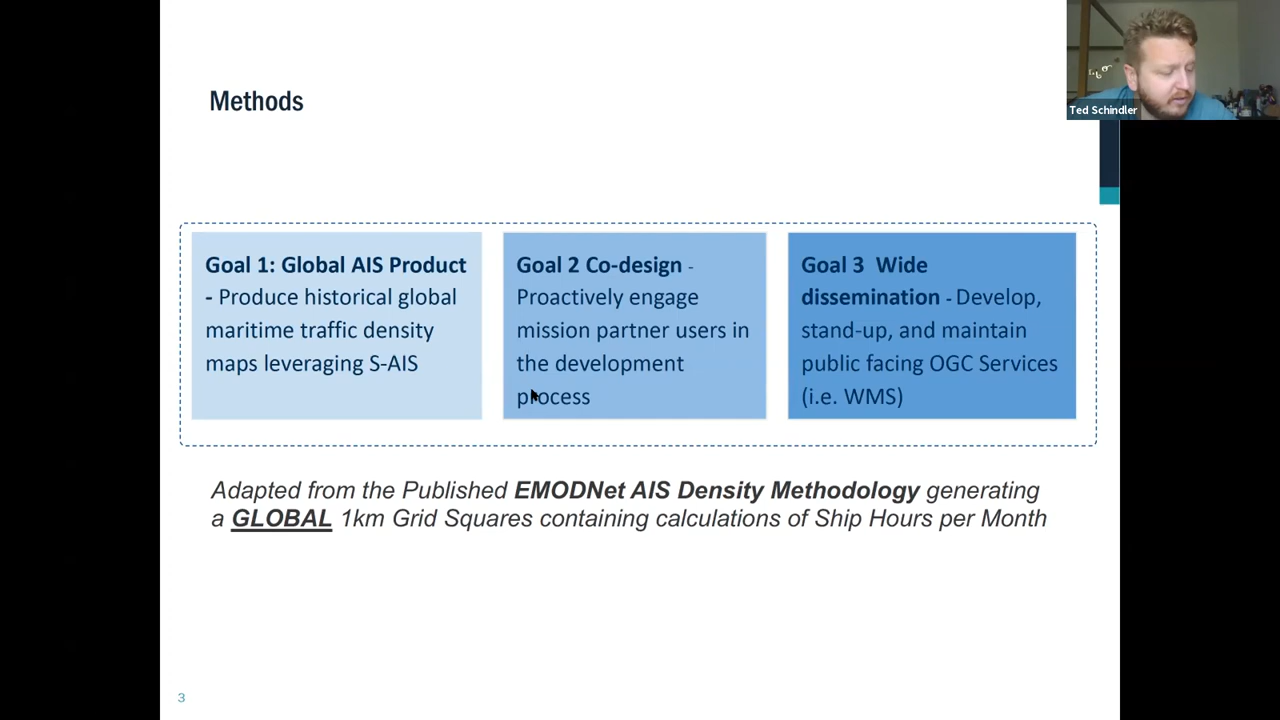 Methods
Ted Schindler
Goal 1: Global AIS Product
- Produce historical global
maritime traffic density
maps leveraging S-AIS
Goal 2 Co-design -
Proactively engage
mission partner users in
the development
process
Goal 3  Wide
dissemination - Develop,
stand-up, and maintain
public facing OGC Services
(i.e. WMS)
Adapted from the Published EMODNet AIS Density Methodology generating
a GLOBAL 1km Grid Squares containing calculations of Ship Hours per Month
3